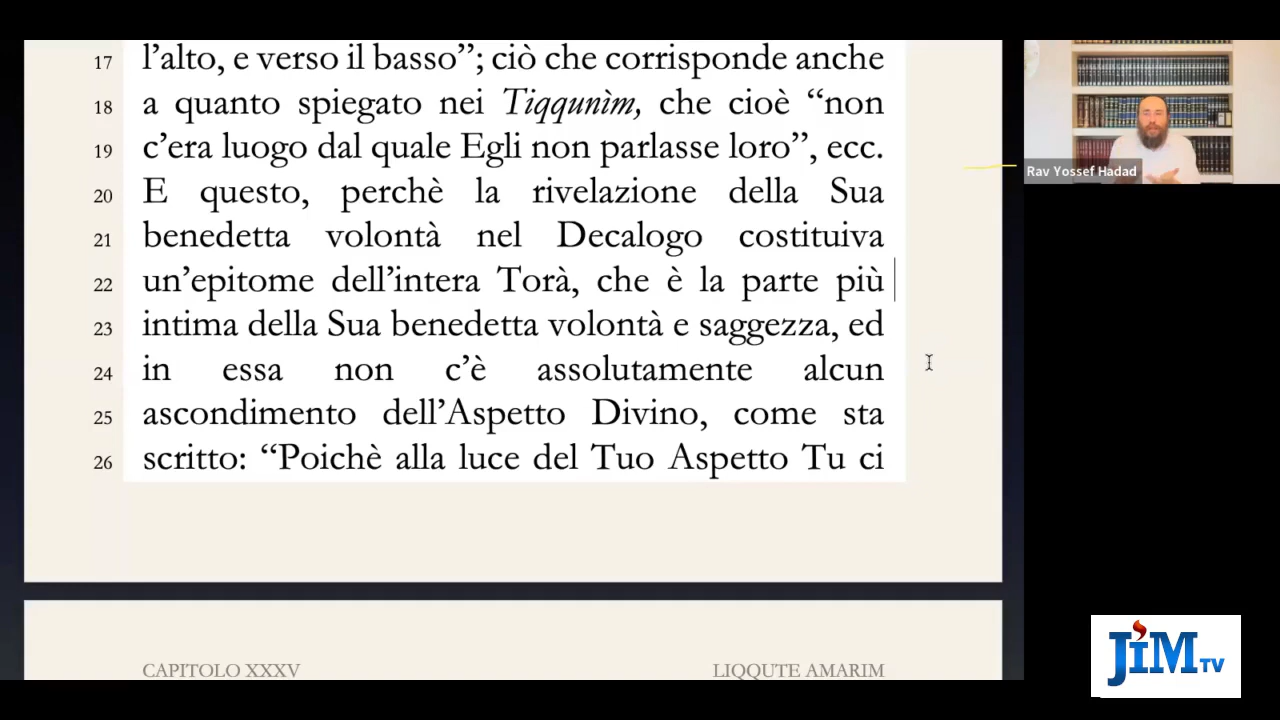 17 l’alto, e verso il basso”; ciò che corrisponde anche
18 a quanto spiegato nei Tiqqunìm, che cioè “non
19 c’era luogo dal quale Egli non parlasse loro”, ecc.
20 E questo, perchè la rivelazione della Sua
21 benedetta volontà nel Decalogo costituiva
22 un’epitome dell’intera Torà, che è la parte più
23 intima della Sua benedetta volontà e saggezza, ed
24 in essa non c’è assolutamente alcun
25 ascondimento dell’Aspetto Divino, come sta
26 scritto: “Poichè alla luce del Tuo Aspetto Tu ci
CAPITOLO XXXV LIQQUTE AMARIM
Rav Yossef Hadad
JiM TV